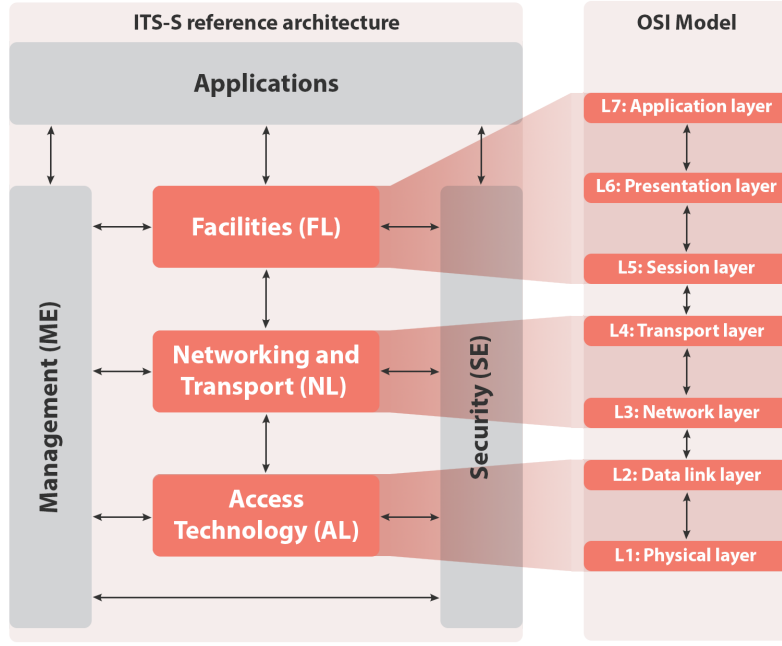 ITS-S reference architecture
Applications
Management (ME)
Facilities (FL)
Networking and
Transport (NL)
Access
Technology (AL)
Security (SE)
OSI Model
L7: Application layer
L6: Presentation layer
L5: Session layer
L4: Transport layer
L3: Network layer
L2: Data link layer
L1: Physical layer